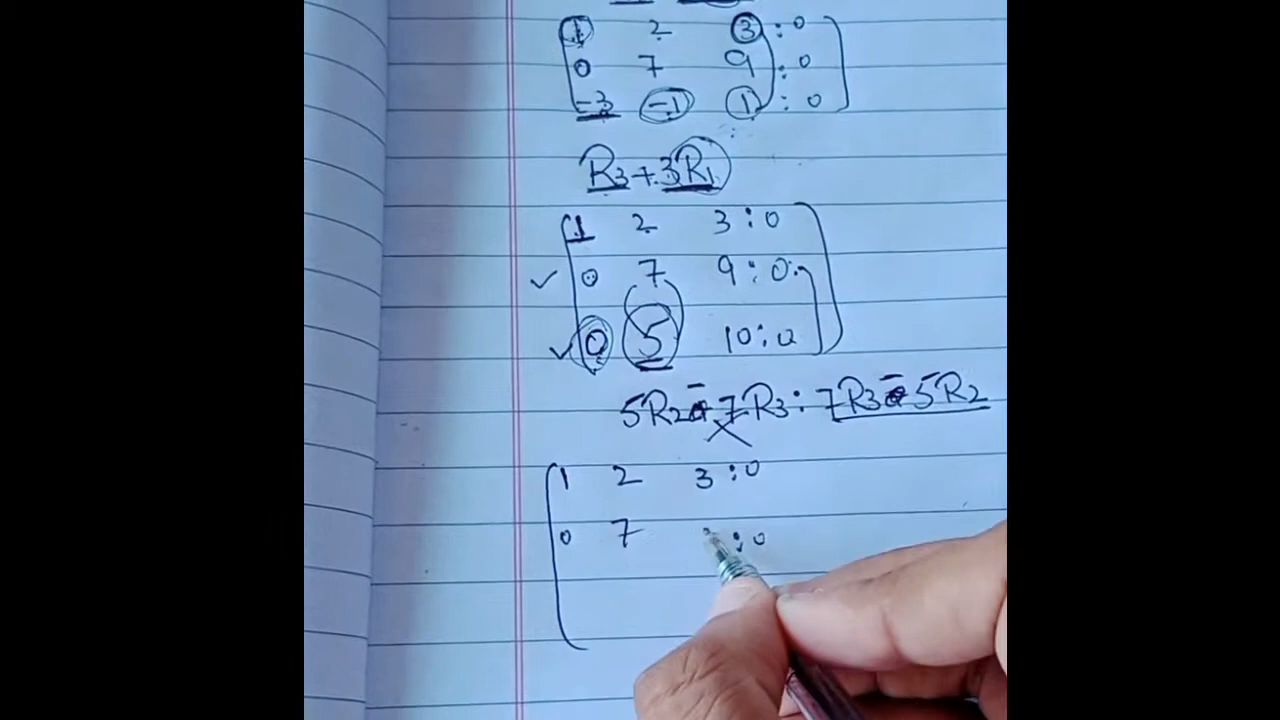 1 2 3 : 0
0 7 9 : 0
-3 -1 1 : 0
R3 + 3R1
1 2 3 : 0
0 7 9 : 0
0 5 10 : 0
5R2 - 7R3 : 7R3 - 5R2
1 2 3 : 0
0 7 : 0